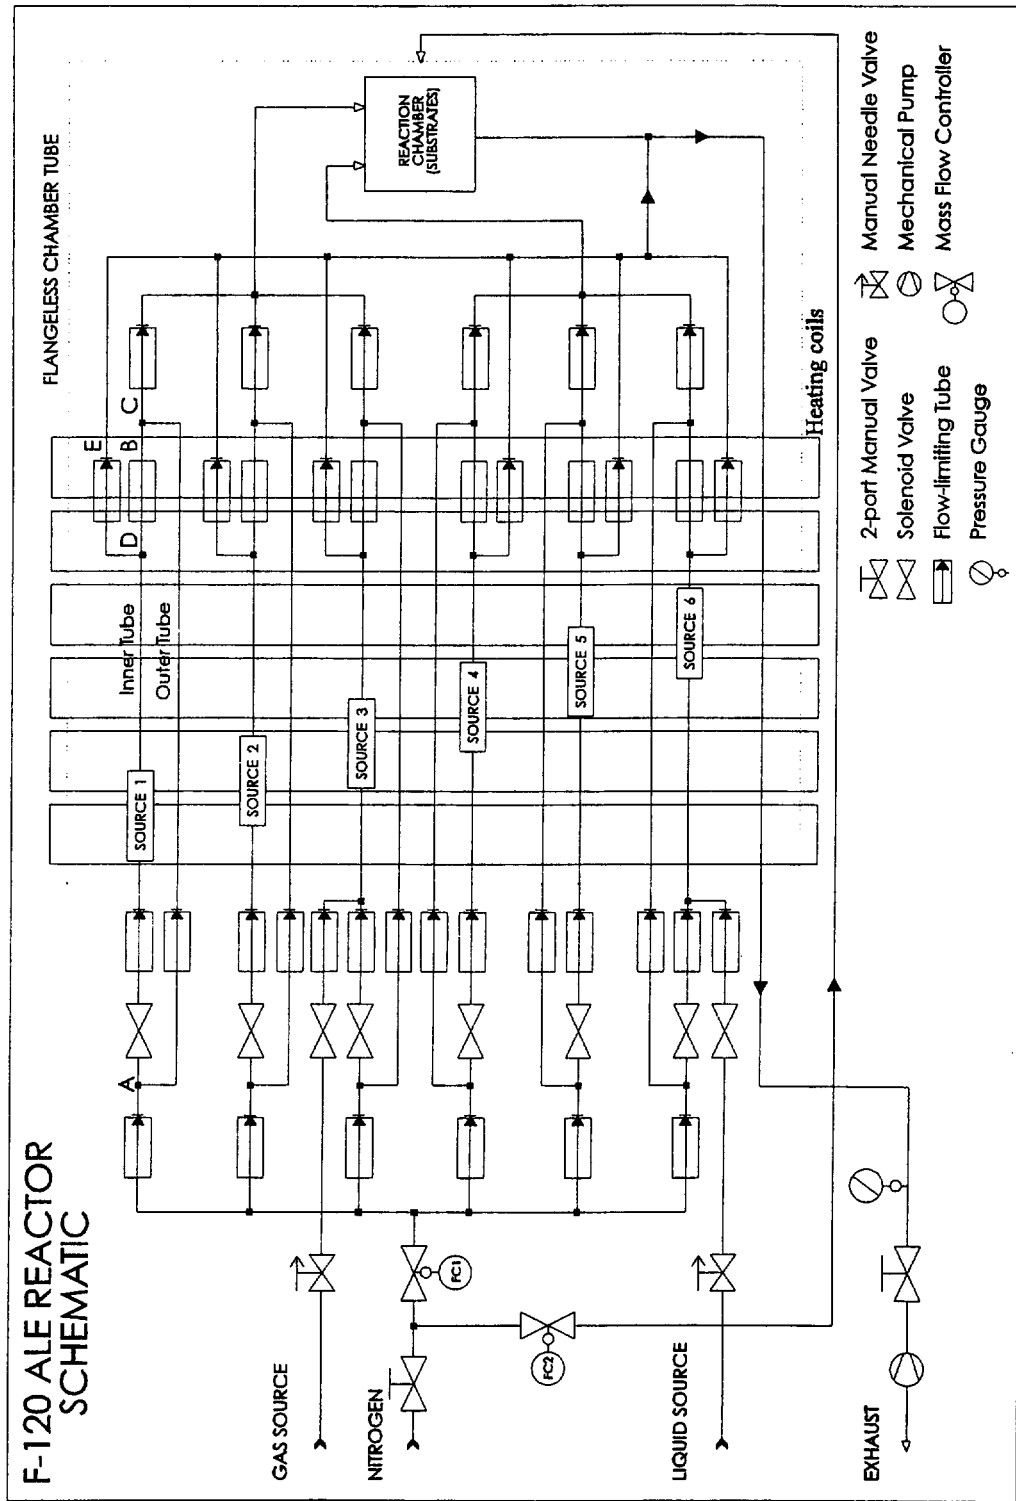 F-120 ALE REACTOR
SCHEMATIC
FLANGELESS CHAMBER TUBE
REACTION
CHAMBER
(SUBSTRATES)
Heating coils
Inner Tube
Outer Tube
A
B
C
D
E
SOURCE 1
SOURCE 2
SOURCE 3
SOURCE 4
SOURCE 5
SOURCE 6
GAS SOURCE
NITROGEN
LIQUID SOURCE
EXHAUST
FC1
FC2
2-port Manual Valve
Solenoid Valve
Flow-limiting Tube
Pressure Gauge
Manual Needle Valve
Mechanical Pump
Mass Flow Controller